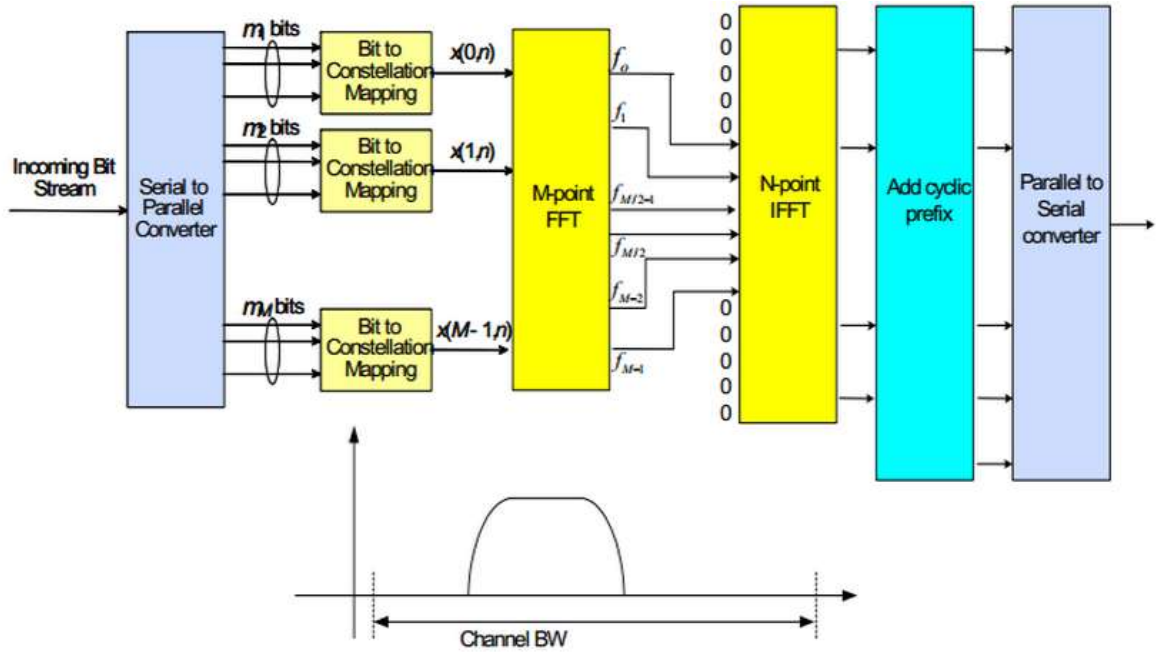 Incoming Bit
Stream
Serial to
Parallel
Converter
m1 bits
m2 bits
mM bits
Bit to
Constellation
Mapping
Bit to
Constellation
Mapping
Bit to
Constellation
Mapping
x(0,n)
x(1,n)
x(M- 1,n)
M-point
FFT
f0
f1
fM/2-1
fM/2
fM-2
fM-1
0
0
0
0
0
0
0
0
0
0
N-point
IFFT
Add cyclic
prefix
Parallel to
Serial
converter
Channel BW